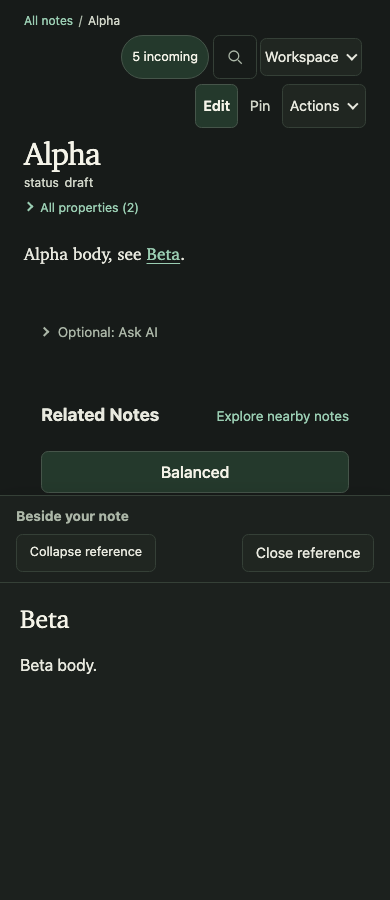 All notes / Alpha
5 incoming
Workspace
Edit Pin Actions
Alpha
status draft
All properties (2)
Alpha body, see Beta.
Optional: Ask AI
Related Notes Explore nearby notes
Balanced
Beside your note
Collapse reference Close reference
Beta
Beta body.